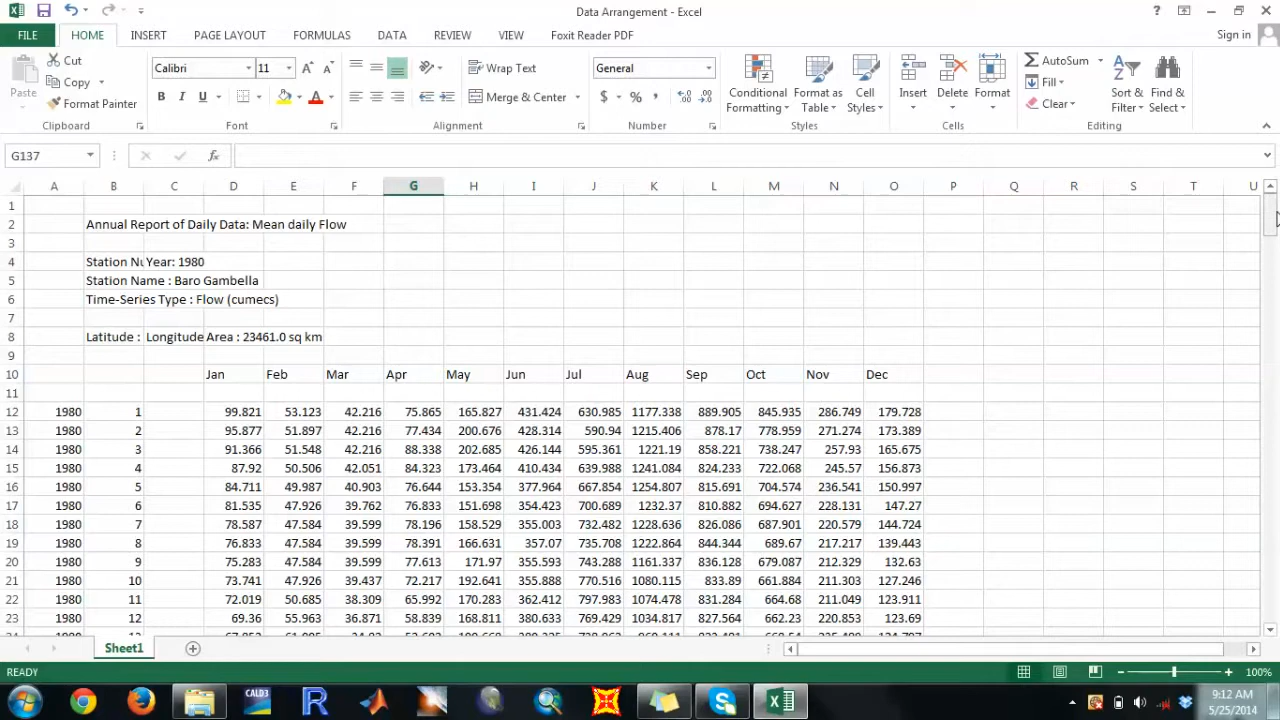 Data Arrangement - Excel
?
FILE HOME INSERT PAGE LAYOUT FORMULAS DATA REVIEW VIEW Foxit Reader PDF Sign in
Paste
Cut
Copy
Format Painter
Clipboard
Calibri 11
B I U
Font
Wrap Text
Merge & Center
Alignment
General
$ % ,
Number
Conditional Formatting
Format as Table
Cell Styles
Styles
Insert Delete Format
Cells
AutoSum
Fill
Clear
Sort & Filter
Find & Select
Editing
G137 fx
A B C D E F G H I J K L M N O P Q R S T U
1
2 Annual Report of Daily Data: Mean daily Flow
3
4 Station Nu Year: 1980
5 Station Name : Baro Gambella
6 Time-Series Type : Flow (cumecs)
7
8 Latitude : Longitude Area : 23461.0 sq km
9
10 Jan Feb Mar Apr May Jun Jul Aug Sep Oct Nov Dec
11
12 1980 1 99.821 53.123 42.216 75.865 165.827 431.424 630.985 1177.338 889.905 845.935 286.749 179.728
13 1980 2 95.877 51.897 42.216 77.434 200.676 428.314 590.94 1215.406 878.17 778.959 271.274 173.389
14 1980 3 91.366 51.548 42.216 88.338 202.685 426.144 595.361 1221.19 858.221 738.247 257.93 165.675
15 1980 4 87.92 50.506 42.051 84.323 173.464 410.434 639.988 1241.084 824.233 722.068 245.57 156.873
16 1980 5 84.711 49.987 40.903 76.644 153.354 377.964 667.854 1254.807 815.691 704.574 236.541 150.997
17 1980 6 81.535 47.926 39.762 76.833 151.698 354.423 700.689 1232.37 810.882 694.627 228.131 147.27
18 1980 7 78.587 47.584 39.599 78.196 158.529 355.003 732.482 1228.636 826.086 687.901 220.579 144.724
19 1980 8 76.833 47.584 39.599 78.391 166.631 357.07 735.708 1222.864 844.344 689.67 217.217 139.443
20 1980 9 75.283 47.584 39.599 77.613 171.97 355.593 743.288 1161.337 836.128 679.087 212.329 132.63
21 1980 10 73.741 47.926 39.437 72.217 192.641 355.888 770.516 1080.115 833.89 661.884 211.303 127.246
22 1980 11 72.019 50.685 38.309 65.992 170.283 362.412 797.983 1074.478 831.284 664.68 211.049 123.911
23 1980 12 69.36 55.963 36.871 58.839 168.811 380.633 769.429 1034.817 827.564 662.23 220.853 123.69
Sheet1
READY 100%
CALD3
9:12 AM
5/25/2014